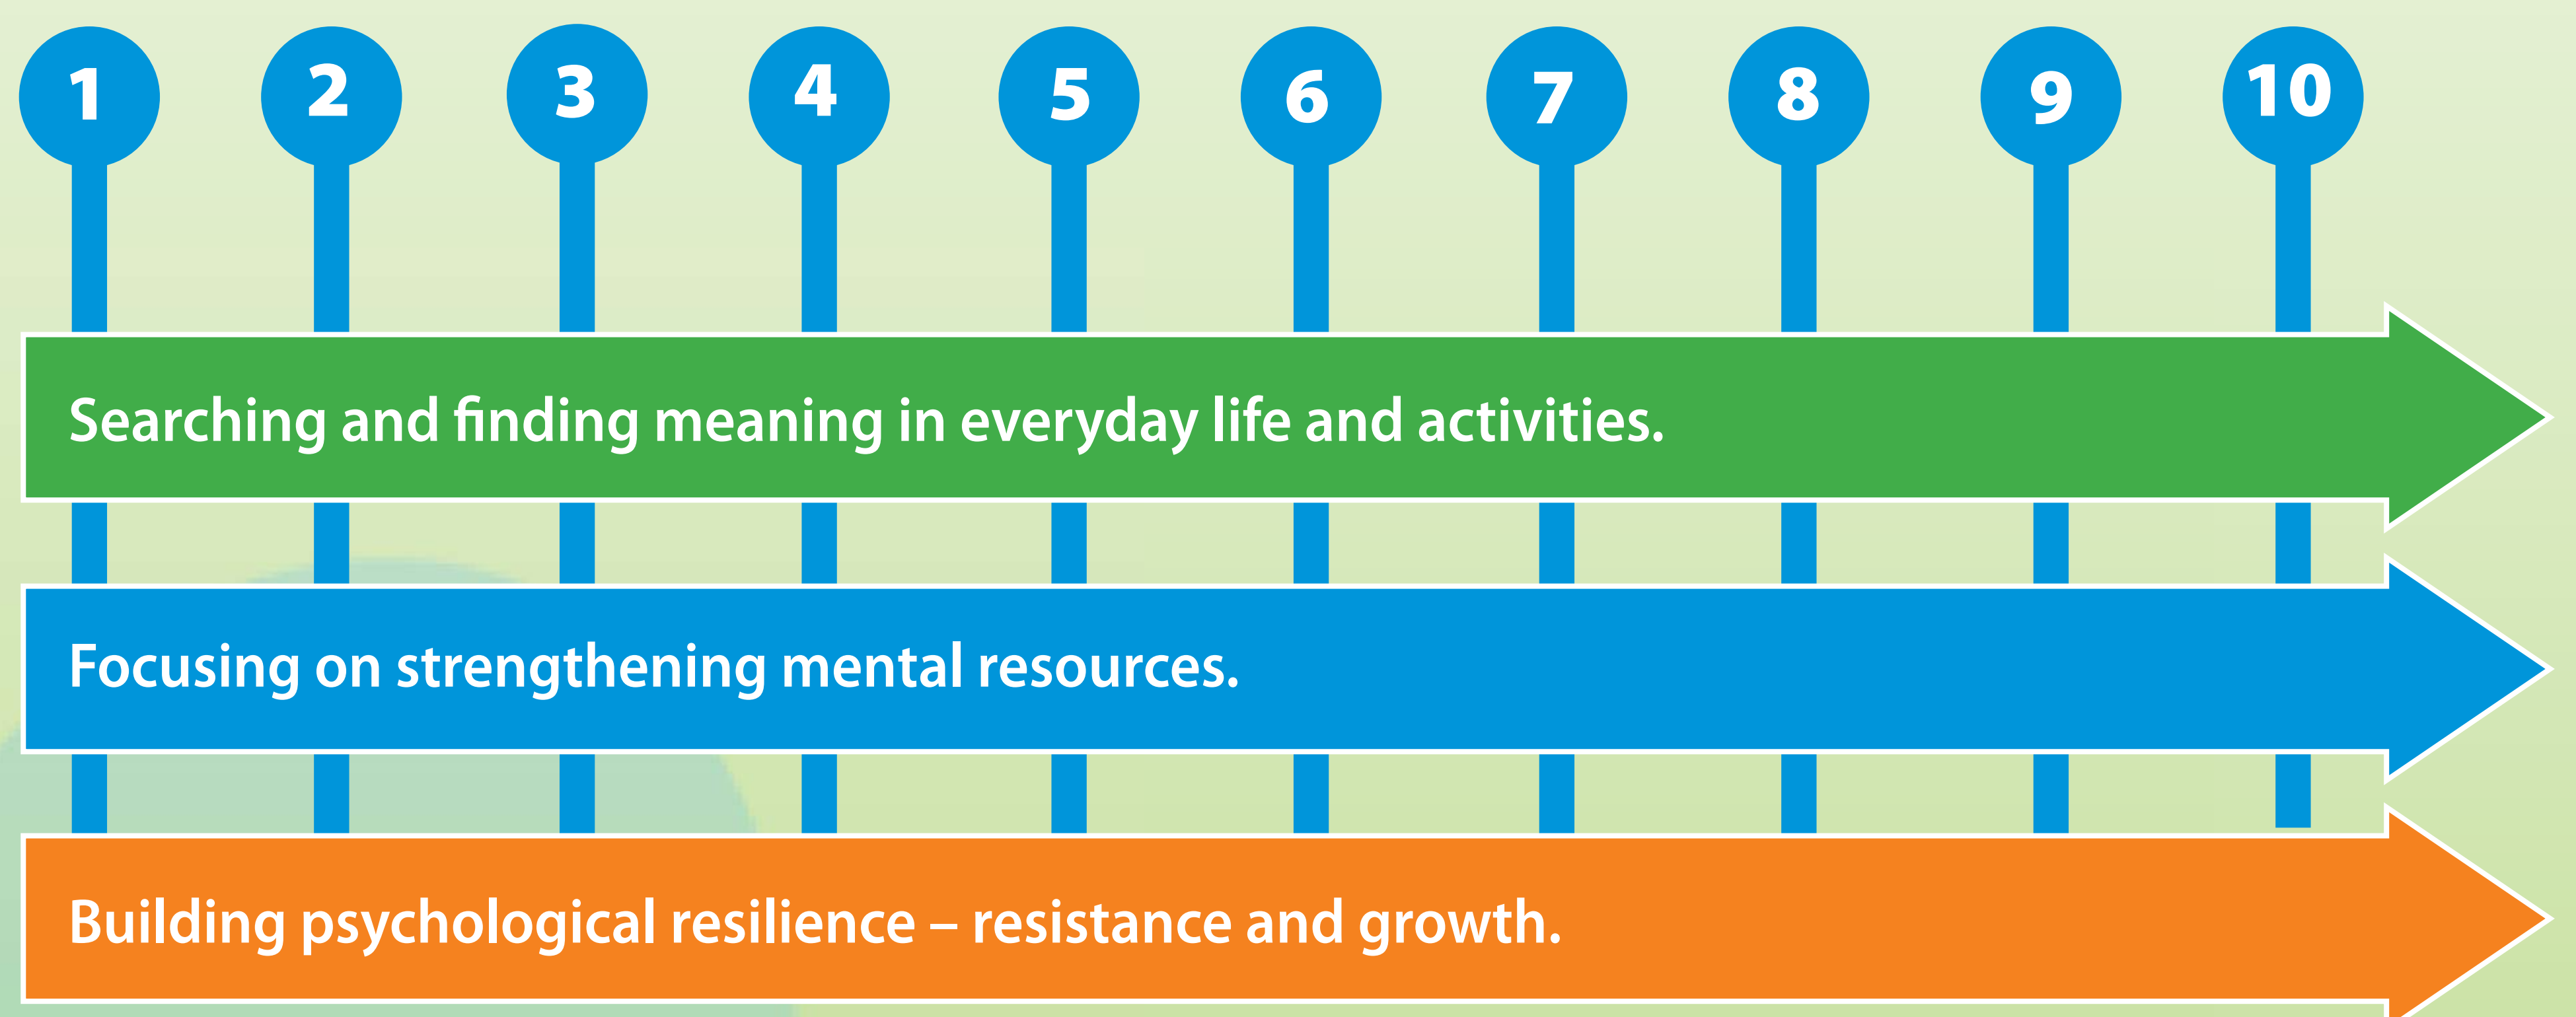 1 2 3 4 5 6 7 8 9 10
Searching and finding meaning in everyday life and activities.
Focusing on strengthening mental resources.
Building psychological resilience – resistance and growth.